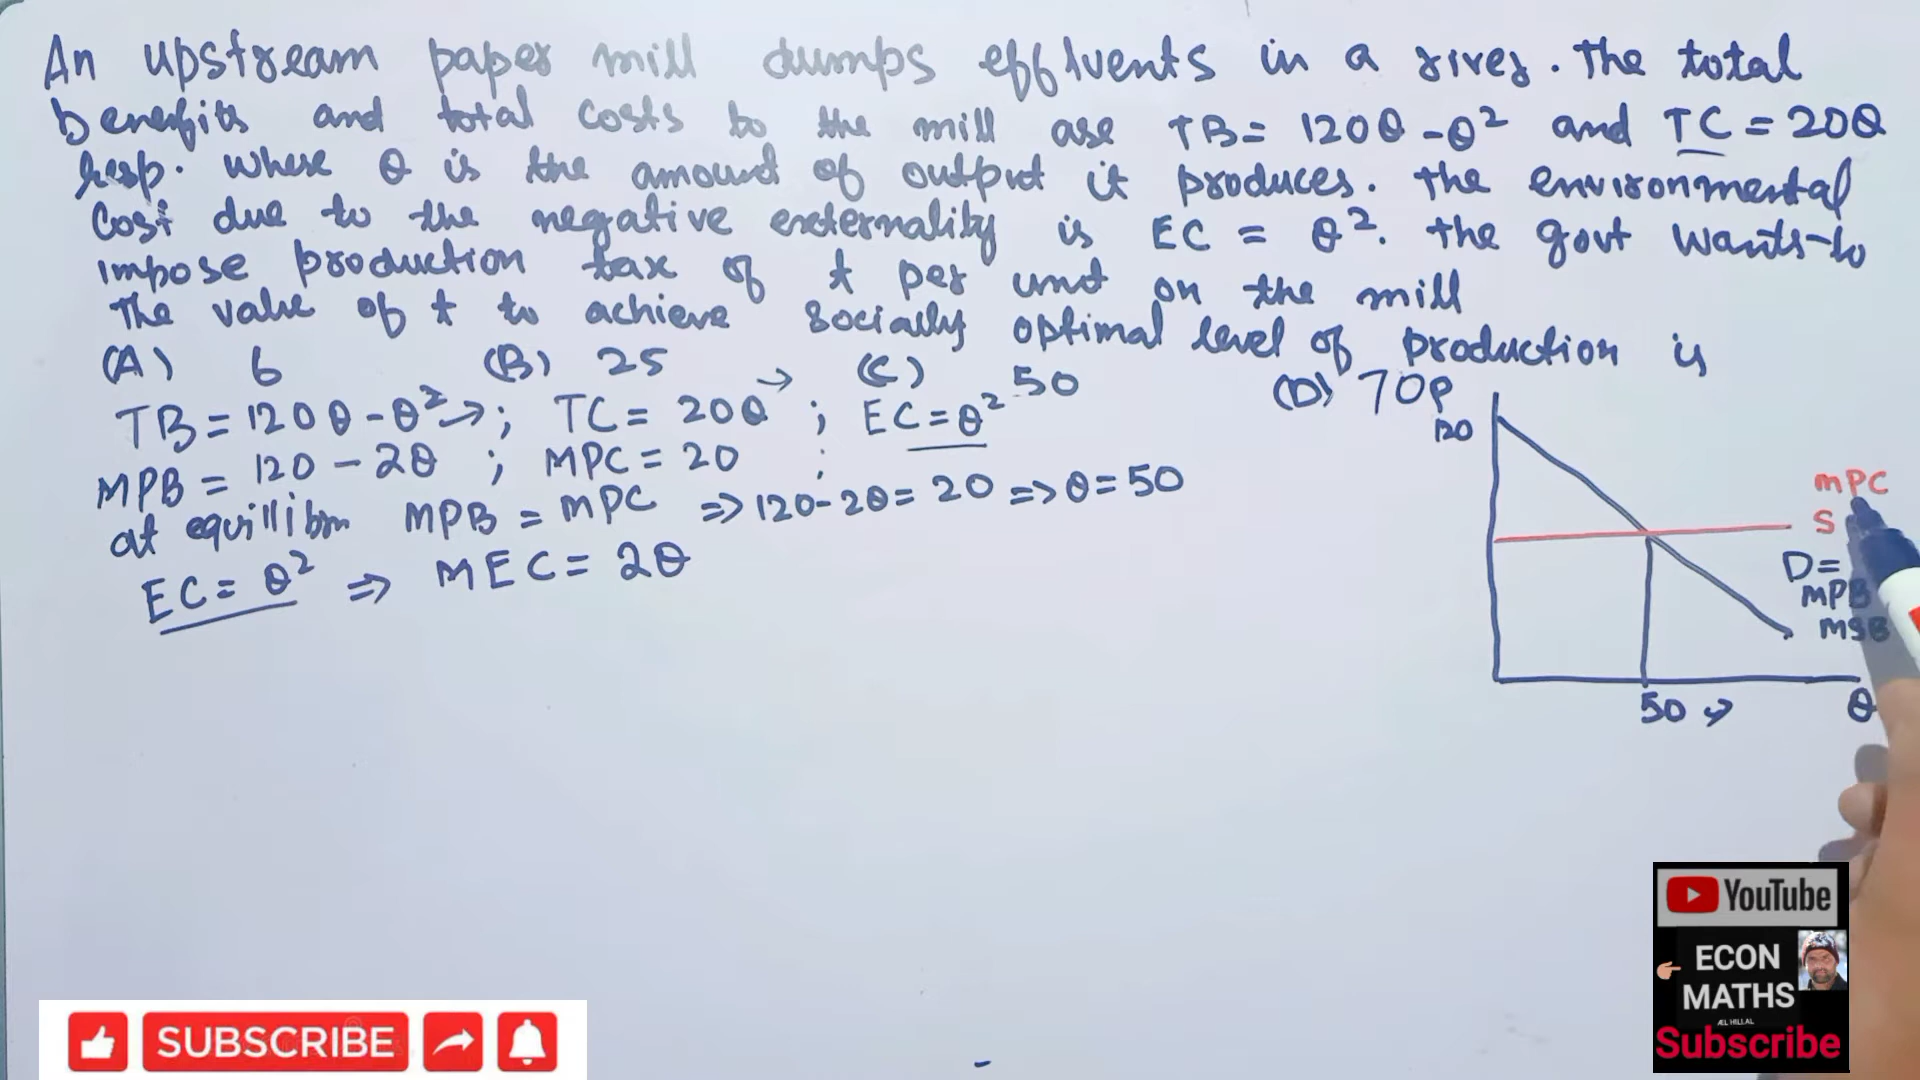 An upstream paper mill dumps effluents in a river. The total
benefits and total costs to the mill are TB = 120θ - θ² and TC = 20θ
resp. where θ is the amount of output it produces. The environmental
Cost due to the negative externality is EC = θ². The govt wants to
impose production tax of t per unit on the mill
The value of t to achieve socially optimal level of production is
(A) 6 (B) 25 (C) 50 (D) 70
TB = 120θ - θ² → ; TC = 20θ → ; EC = θ²
MPB = 120 - 2θ ; MPC = 20 ;
at equillibm MPB = MPC ⇒ 120 - 2θ = 20 ⇒ θ = 50
EC = θ² ⇒ MEC = 2θ
P
120
MPC
S
D =
MPB
MSB
50 →
θ
YouTube
ECON
MATHS
ÆL HILLAL
Subscribe
SUBSCRIBE